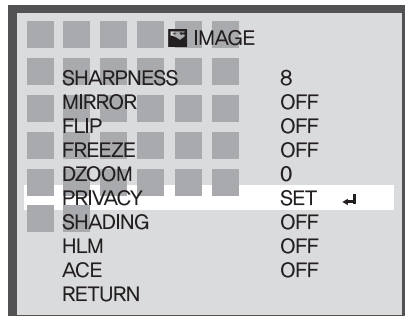 IMAGE
SHARPNESS 8
MIRROR OFF
FLIP OFF
FREEZE OFF
DZOOM 0
PRIVACY SET ↵
SHADING OFF
HLM OFF
ACE OFF
RETURN